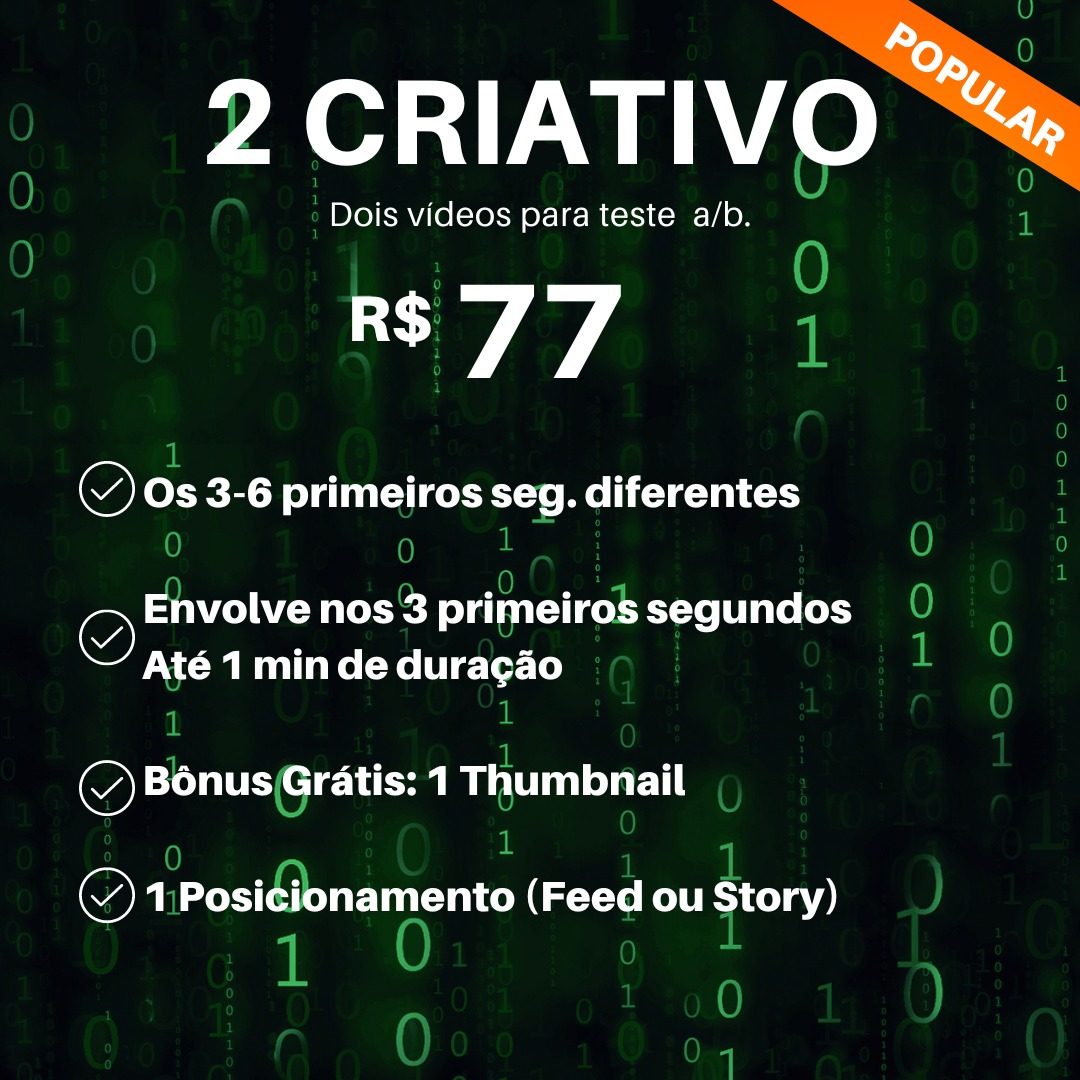 POPULAR
2 CRIATIVO
Dois vídeos para teste a/b.
R$ 77
Os 3-6 primeiros seg. diferentes
Envolve nos 3 primeiros segundos
Até 1 min de duração
Bônus Grátis: 1 Thumbnail
1 Posicionamento (Feed ou Story)